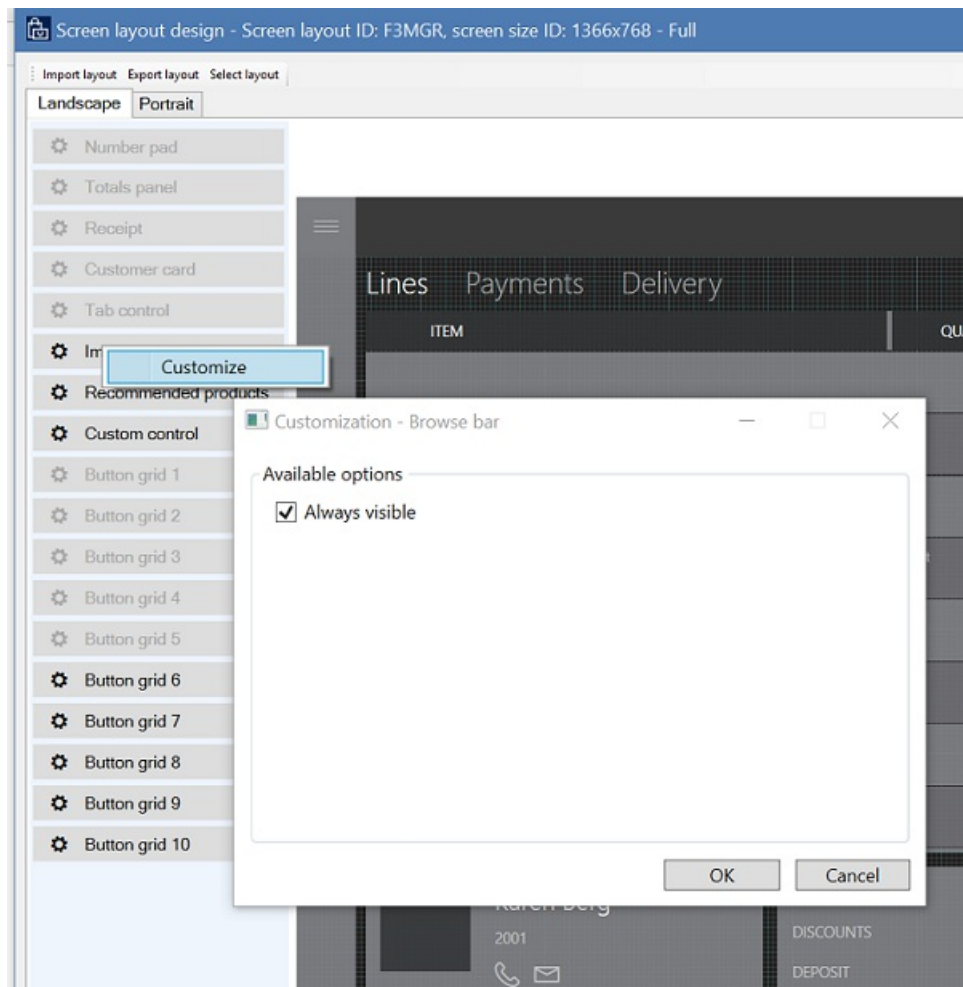 Screen layout design - Screen layout ID: F3MGR, screen size ID: 1366x768 - Full
Import layout Export layout Select layout
Landscape Portrait
Number pad
Totals panel
Receipt
Customer card
Tab control
Customize
Recommended products
Custom control
Button grid 1
Button grid 2
Button grid 3
Button grid 4
Button grid 5
Button grid 6
Button grid 7
Button grid 8
Button grid 9
Button grid 10
Lines Payments Delivery
ITEM
Customization - Browse bar
Available options
Always visible
OK Cancel
Karen Berg
2001
DISCOUNTS
DEPOSIT